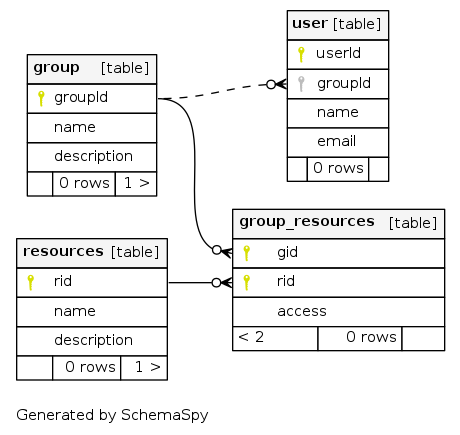 user [table]
userId
groupId
name
email
0 rows
group [table]
groupId
name
description
0 rows 1 >
group_resources [table]
gid
rid
access
< 2 0 rows
resources [table]
rid
name
description
0 rows 1 >
Generated by SchemaSpy